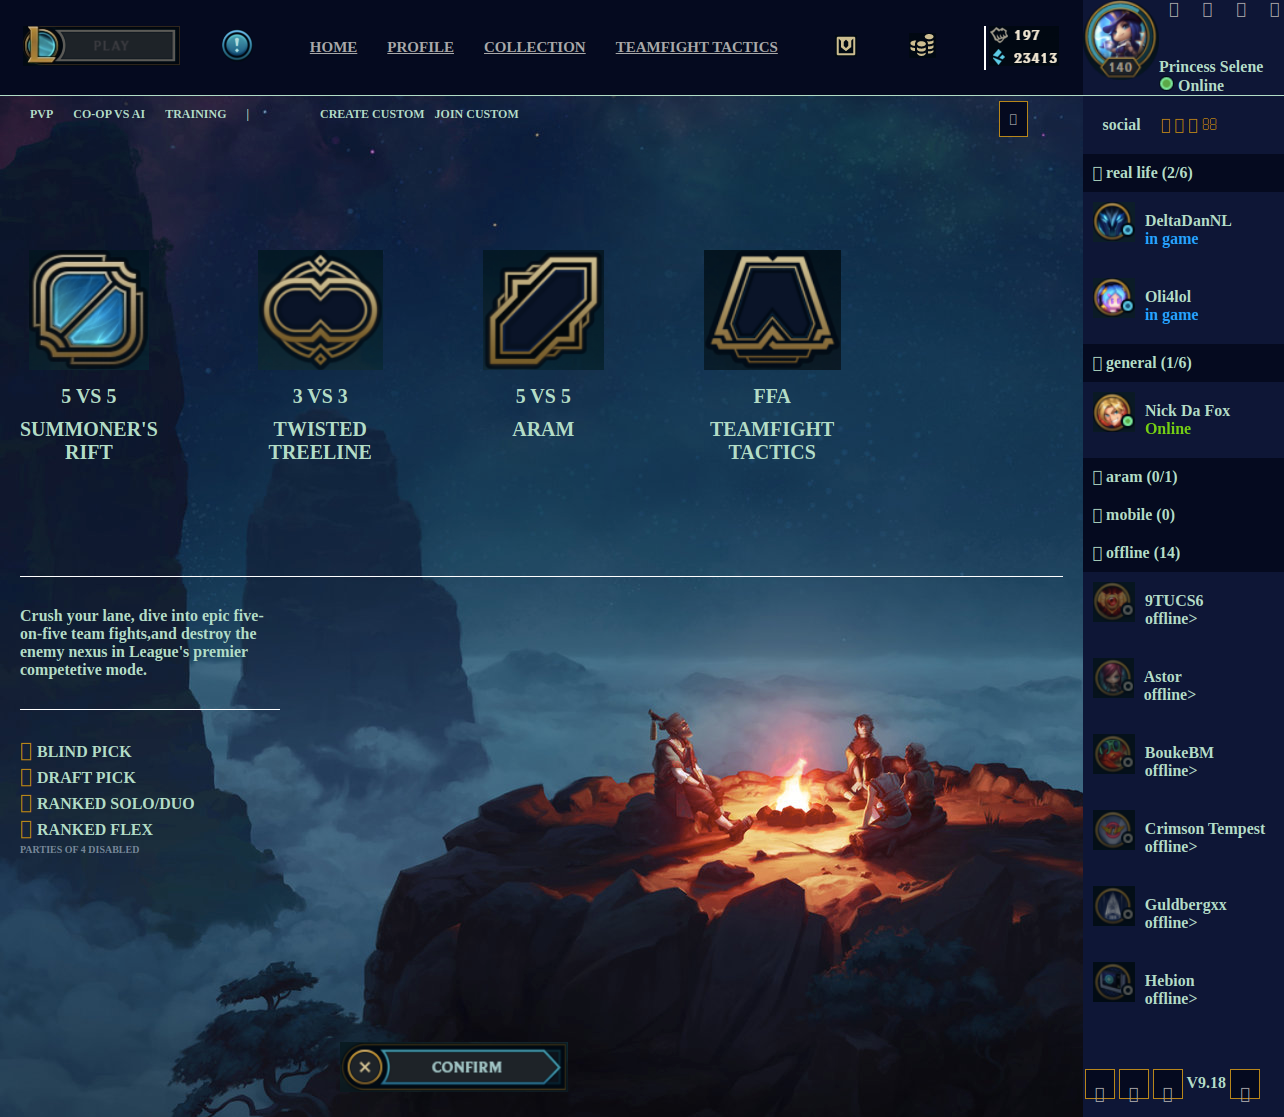 PLAY
HOME PROFILE COLLECTION TEAMFIGHT TACTICS
197
23413
140
Princess Selene
Online
PVP CO-OP VS AI TRAINING | CREATE CUSTOM JOIN CUSTOM
social
real life (2/6)
DeltaDanNL
in game
Oli4lol
in game
general (1/6)
Nick Da Fox
Online
aram (0/1)
mobile (0)
offline (14)
9TUCS6
offline>
Astor
offline>
BoukeBM
offline>
Crimson Tempest
offline>
Guldbergxx
offline>
Hebion
offline>
V9.18
5 VS 5
SUMMONER'S
RIFT
3 VS 3
TWISTED
TREELINE
5 VS 5
ARAM
FFA
TEAMFIGHT
TACTICS
Crush your lane, dive into epic five-
on-five team fights,and destroy the
enemy nexus in League's premier
competetive mode.
BLIND PICK
DRAFT PICK
RANKED SOLO/DUO
RANKED FLEX
PARTIES OF 4 DISABLED
CONFIRM